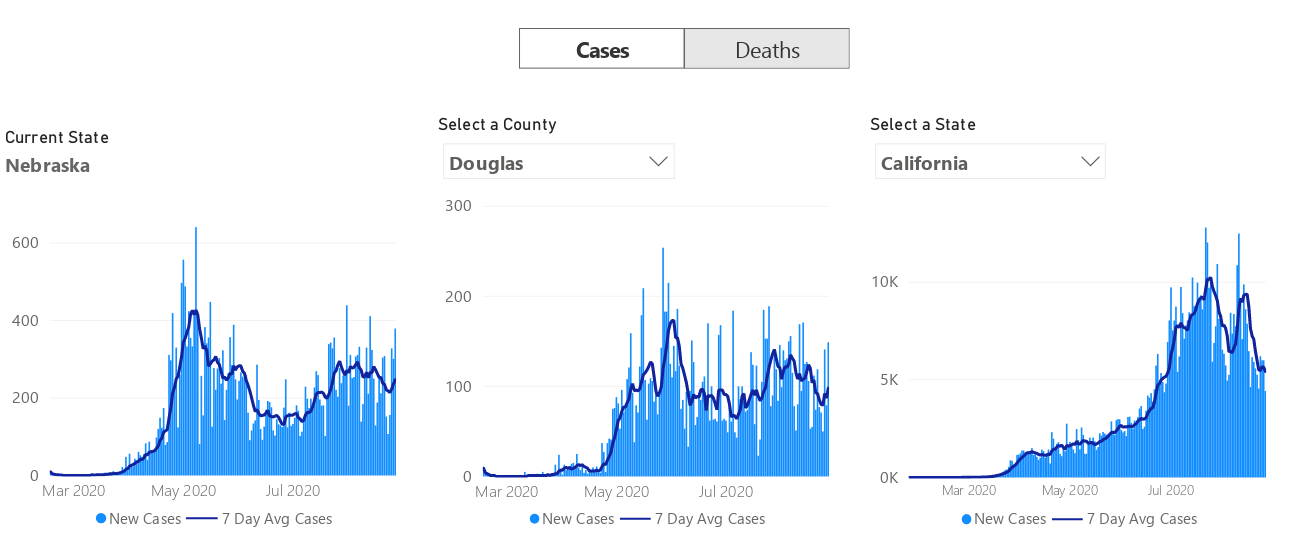 Cases
Deaths
Current State
Nebraska
600
400
200
0
Mar 2020
May 2020
Jul 2020
New Cases
7 Day Avg Cases
Select a County
Douglas
300
200
100
0
Mar 2020
May 2020
Jul 2020
New Cases
7 Day Avg Cases
Select a State
California
10K
5K
0K
Mar 2020
May 2020
Jul 2020
New Cases
7 Day Avg Cases